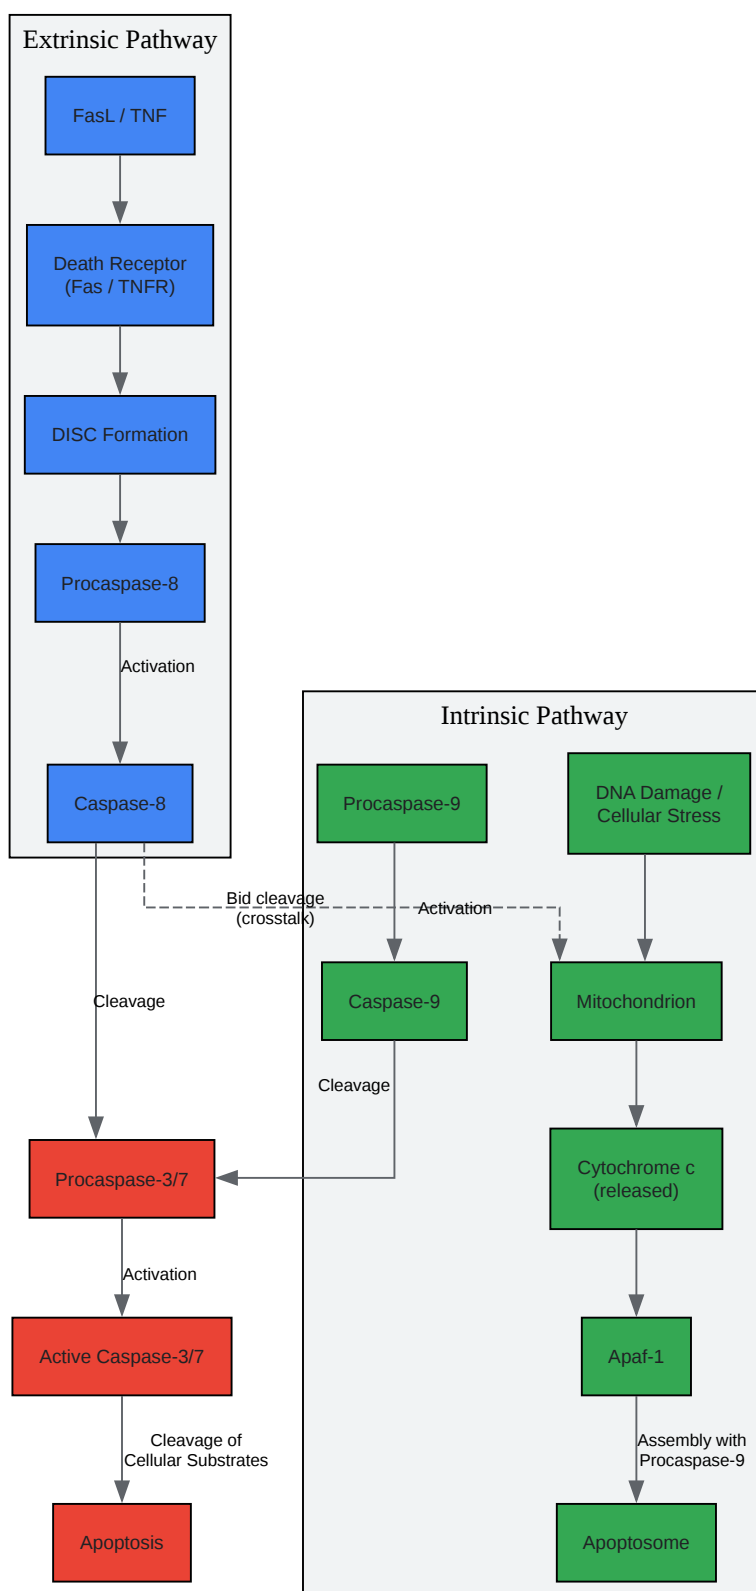 Extrinsic Pathway
FasL / TNF
Death Receptor
(Fas / TNFR)
DISC Formation
Procaspase-8
Activation
Caspase-8
Intrinsic Pathway
Procaspase-9
DNA Damage /
Cellular Stress
Bid cleavage
(crosstalk)
Activation
Cleavage
Caspase-9
Mitochondrion
Cleavage
Procaspase-3/7
Cytochrome c
(released)
Activation
Active Caspase-3/7
Apaf-1
Cleavage of
Cellular Substrates
Assembly with
Procaspase-9
Apoptosis
Apoptosome